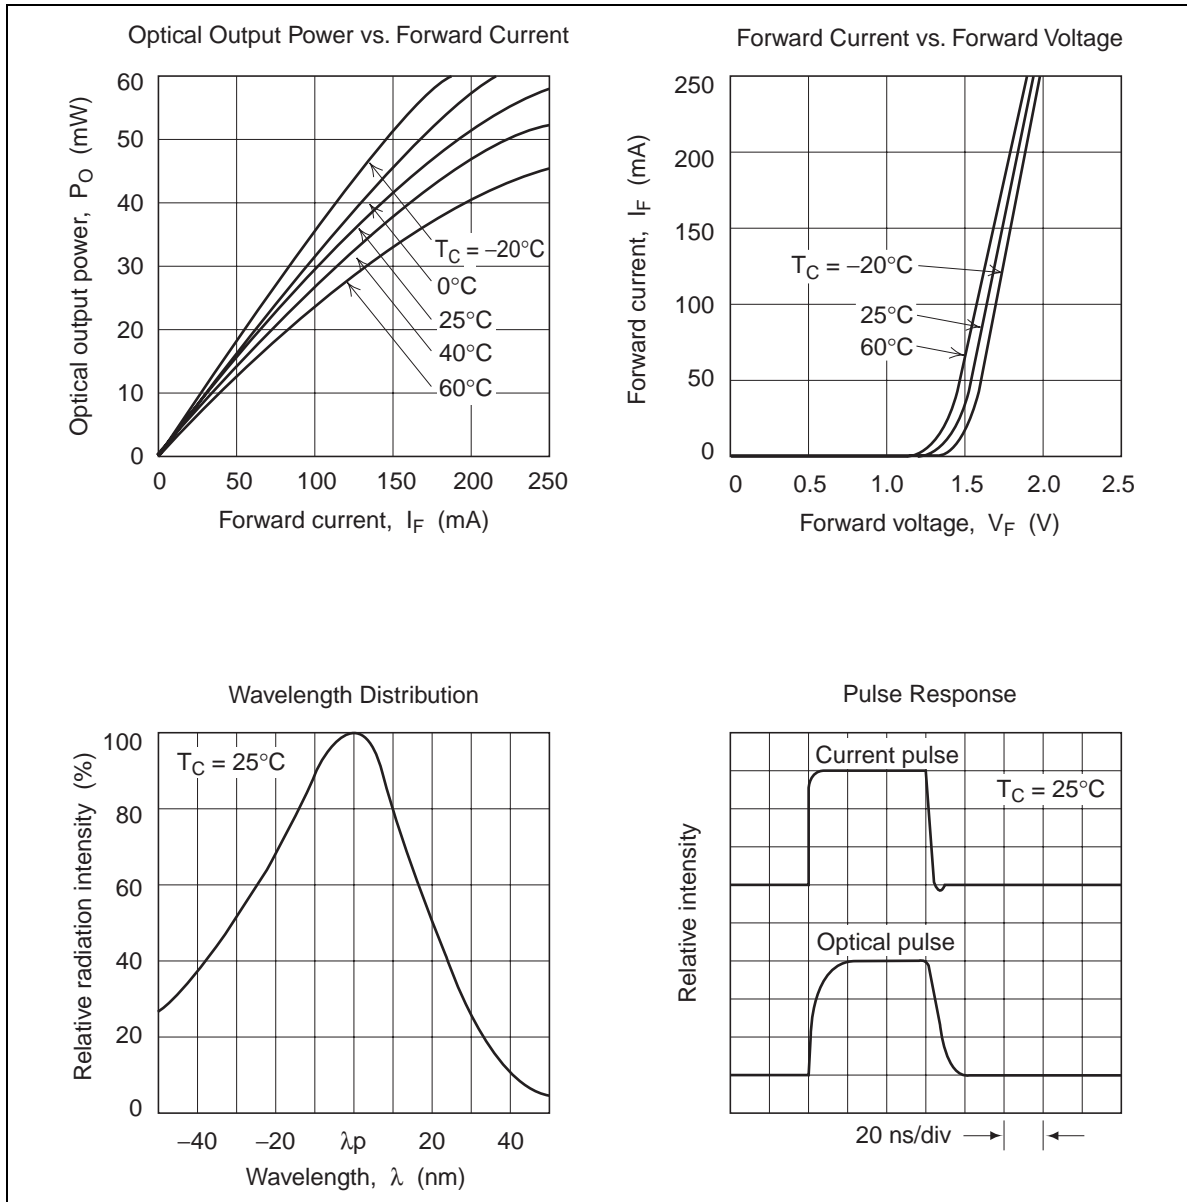 Optical Output Power vs. Forward Current
60
50
40
30
20
10
0
Optical output power, PO (mW)
TC = –20°C
0°C
25°C
40°C
60°C
0 50 100 150 200 250
Forward current, IF (mA)
Forward Current vs. Forward Voltage
250
200
150
100
50
0
Forward current, IF (mA)
TC = –20°C
25°C
60°C
0 0.5 1.0 1.5 2.0 2.5
Forward voltage, VF (V)
Wavelength Distribution
100
80
60
40
20
0
Relative radiation intensity (%)
TC = 25°C
–40 –20 λp 20 40
Wavelength, λ (nm)
Pulse Response
Current pulse
TC = 25°C
Relative intensity
Optical pulse
20 ns/div